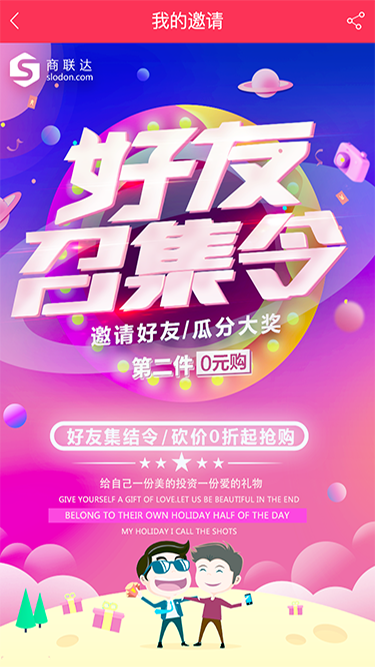 我的邀请
商联达
slodon.com
好友
召集令
邀请好友/瓜分大奖
第二件 0元购
好友集结令/砍价0折起抢购
给自己一份美的投资一份爱的礼物
GIVE YOURSELF A GIFT OF LOVE.LET US BE BEAUTIFUL IN THE END
BELONG TO THEIR OWN HOLIDAY HALF OF THE DAY
MY HOLIDAY I CALL THE SHOTS